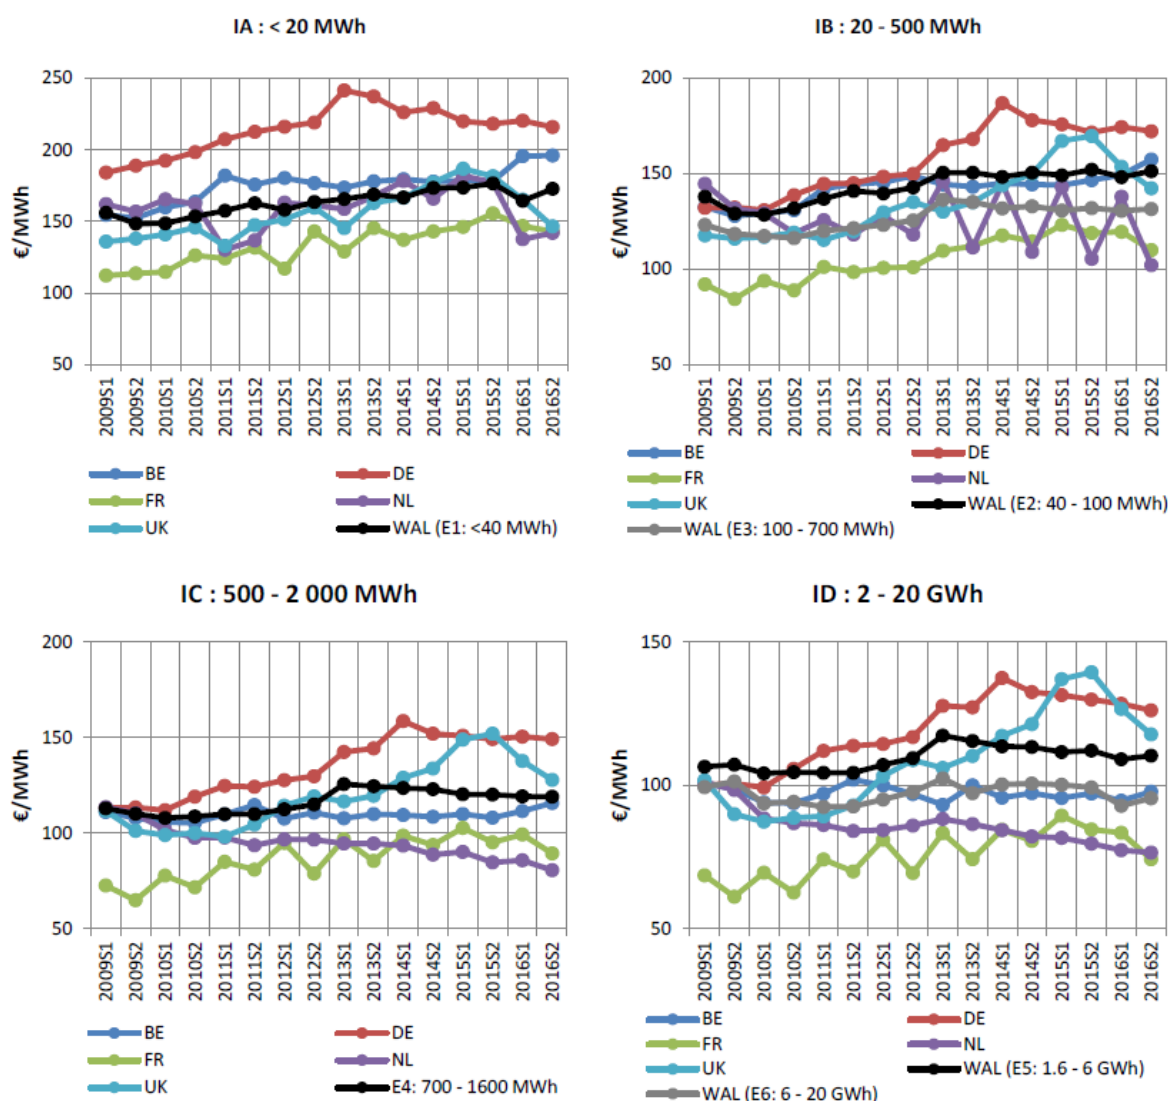 IA : < 20 MWh
€/MWh
250
200
150
100
50
2009S1
2009S2
2010S1
2010S2
2011S1
2011S2
2012S1
2012S2
2013S1
2013S2
2014S1
2014S2
2015S1
2015S2
2016S1
2016S2
BE
DE
FR
NL
UK
WAL (E1: <40 MWh)
IB : 20 - 500 MWh
€/MWh
200
150
100
50
2009S1
2009S2
2010S1
2010S2
2011S1
2011S2
2012S1
2012S2
2013S1
2013S2
2014S1
2014S2
2015S1
2015S2
2016S1
2016S2
BE
DE
FR
NL
UK
WAL (E2: 40 - 100 MWh)
WAL (E3: 100 - 700 MWh)
IC : 500 - 2 000 MWh
€/MWh
200
150
100
50
2009S1
2009S2
2010S1
2010S2
2011S1
2011S2
2012S1
2012S2
2013S1
2013S2
2014S1
2014S2
2015S1
2015S2
2016S1
2016S2
BE
DE
FR
NL
UK
E4: 700 - 1600 MWh
ID : 2 - 20 GWh
€/MWh
150
100
50
2009S1
2009S2
2010S1
2010S2
2011S1
2011S2
2012S1
2012S2
2013S1
2013S2
2014S1
2014S2
2015S1
2015S2
2016S1
2016S2
BE
DE
FR
NL
UK
WAL (E5: 1.6 - 6 GWh)
WAL (E6: 6 - 20 GWh)